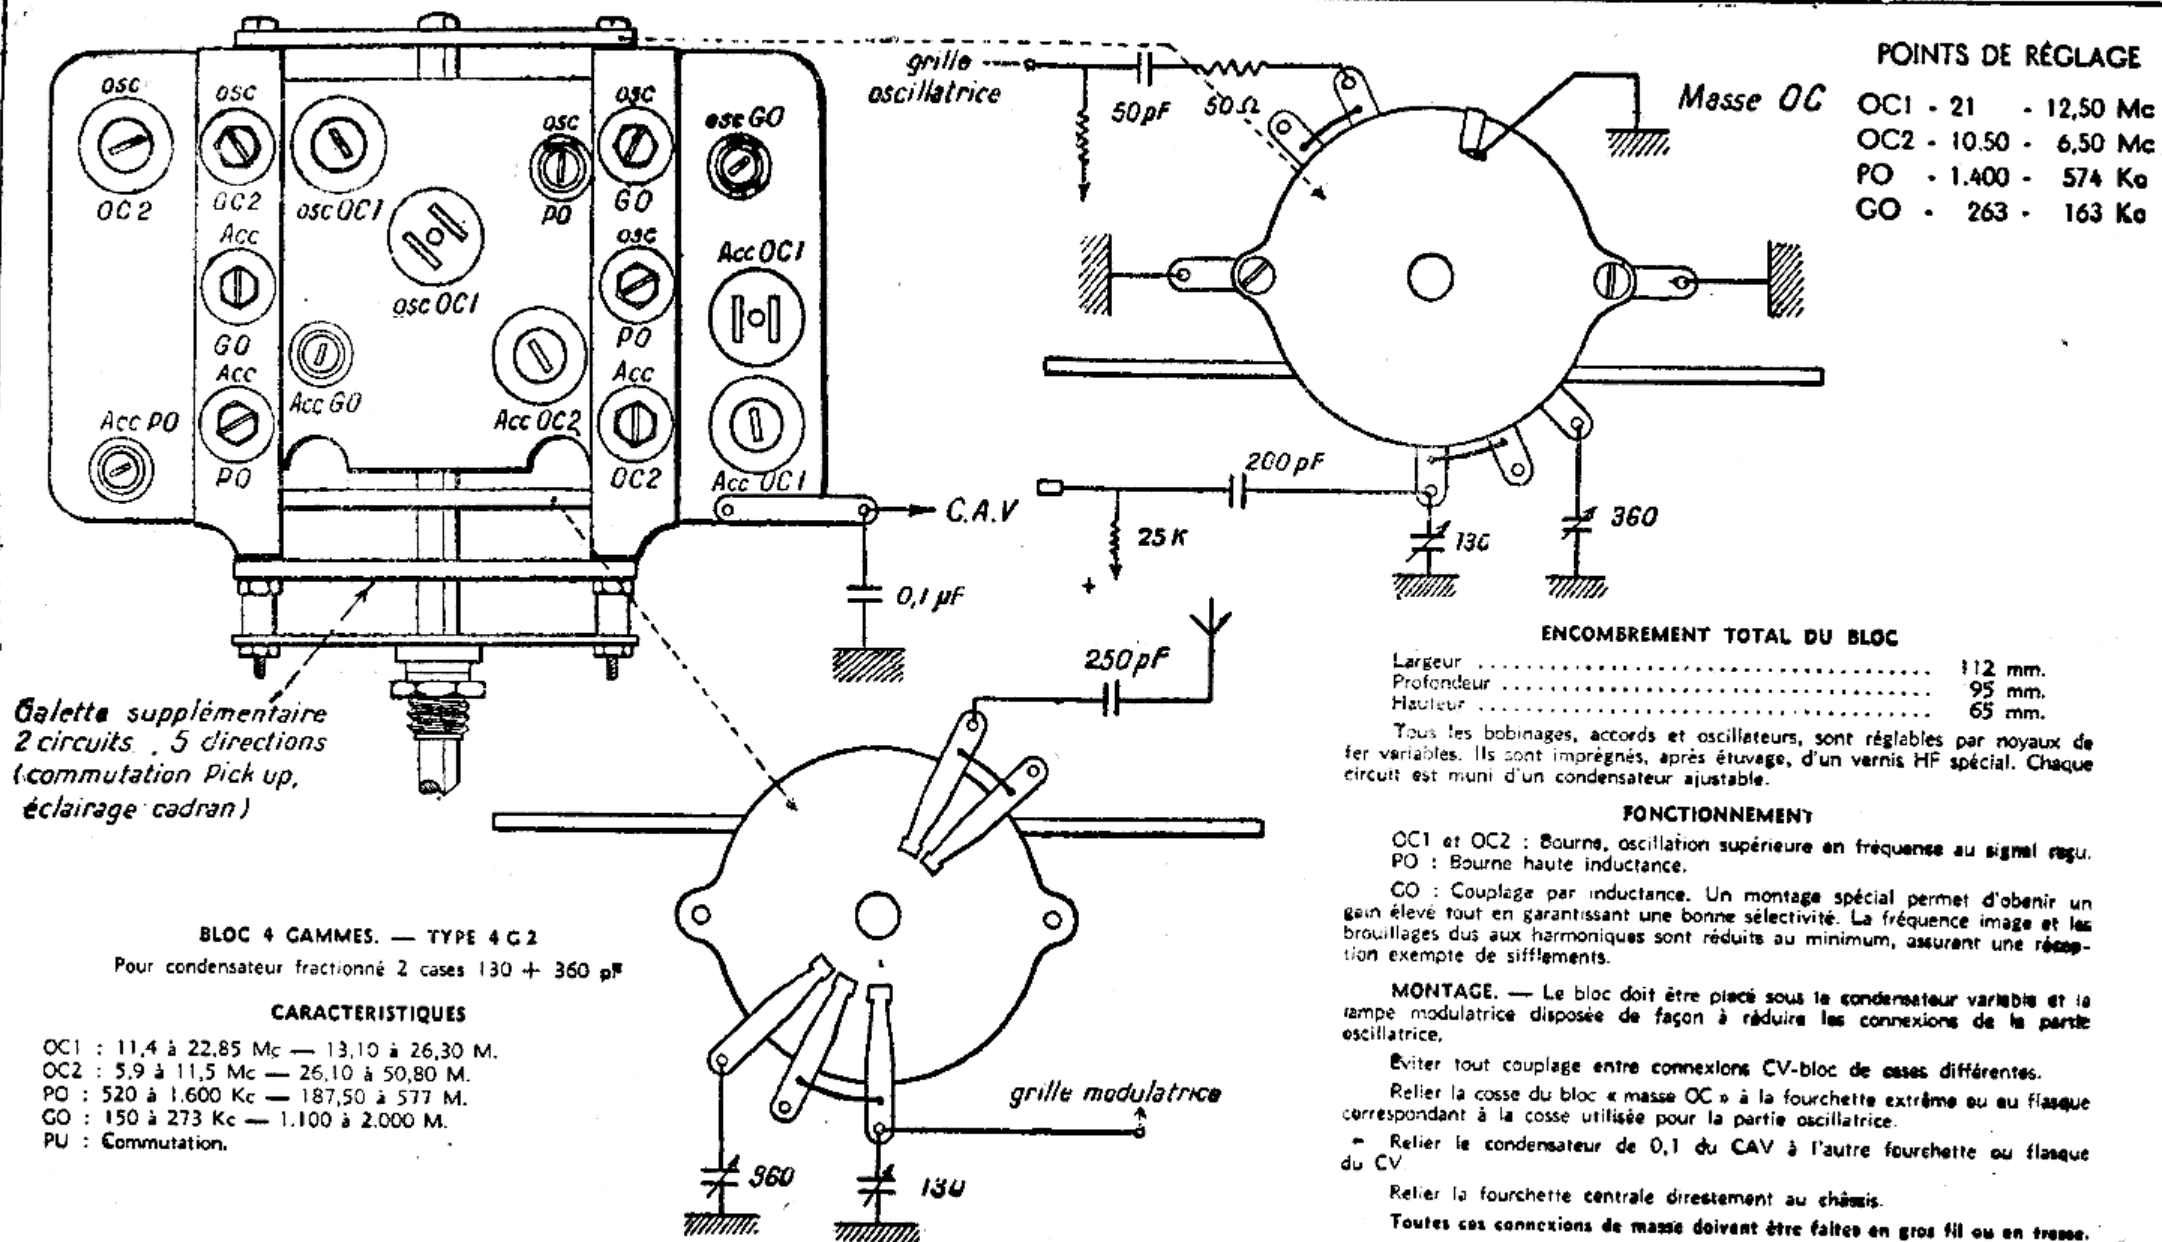 osc
OC2
osc
OC2
osc OC1
osc OC1
osc
PO
osc
GO
osc GO
Acc
GO
osc
PO
Acc OC1
Acc GO
Acc OC2
Acc
PO
Acc PO
Acc
OC2
Acc OC1
C.A.V
0,1 µF
Galette supplémentaire
2 circuits . 5 directions
(commutation Pick up,
éclairage cadran)
grille
oscillatrice
50 pF
50 Ω
Masse OC
POINTS DE RÉGLAGE
OC1 - 21 - 12,50 Mc
OC2 - 10.50 - 6,50 Mc
PO - 1.400 - 574 Kc
GO - 263 - 163 Kc
200 pF
25 K
+
130
360
250 pF
grille modulatrice
360
130
BLOC 4 GAMMES. — TYPE 4 G 2
Pour condensateur fractionné 2 cases 130 + 360 pF
CARACTERISTIQUES
OC1 : 11,4 à 22,85 Mc — 13,10 à 26,30 M.
OC2 : 5,9 à 11,5 Mc — 26,10 à 50,80 M.
PO : 520 à 1.600 Kc — 187,50 à 577 M.
GO : 150 à 273 Kc — 1.100 à 2.000 M.
PU : Commutation.
ENCOMBREMENT TOTAL DU BLOC
Largeur ........ 112 mm.
Profondeur ........ 95 mm.
Hauteur ........ 65 mm.
Tous les bobinages, accords et oscillateurs, sont réglables par noyaux de
fer variables. Ils sont imprégnés, après étuvage, d'un vernis HF spécial. Chaque
circuit est muni d'un condensateur ajustable.
FONCTIONNEMENT
OC1 et OC2 : Bourne, oscillation supérieure en fréquense au signal reçu.
PO : Bourne haute inductance.
GO : Couplage par inductance. Un montage spécial permet d'obenir un
gain élevé tout en garantissant une bonne sélectivité. La fréquence image et les
brouillages dus aux harmoniques sont réduits au minimum, assurant une récep-
tion exempte de sifflements.
MONTAGE. — Le bloc doit être placé sous le condensateur variable et la
lampe modulatrice disposée de façon à réduire les connexions de la partie
oscillatrice.
Eviter tout couplage entre connexions CV-bloc de cases différentes.
Relier la cosse du bloc « masse OC » à la fourchette extrême ou au flasque
correspondant à la cosse utilisée pour la partie oscillatrice.
Relier le condensateur de 0,1 du CAV à l'autre fourchette ou flasque
du CV
Relier la fourchette centrale directement au châssis.
Toutes ces connexions de masse doivent être faites en gros fil ou en tresse.